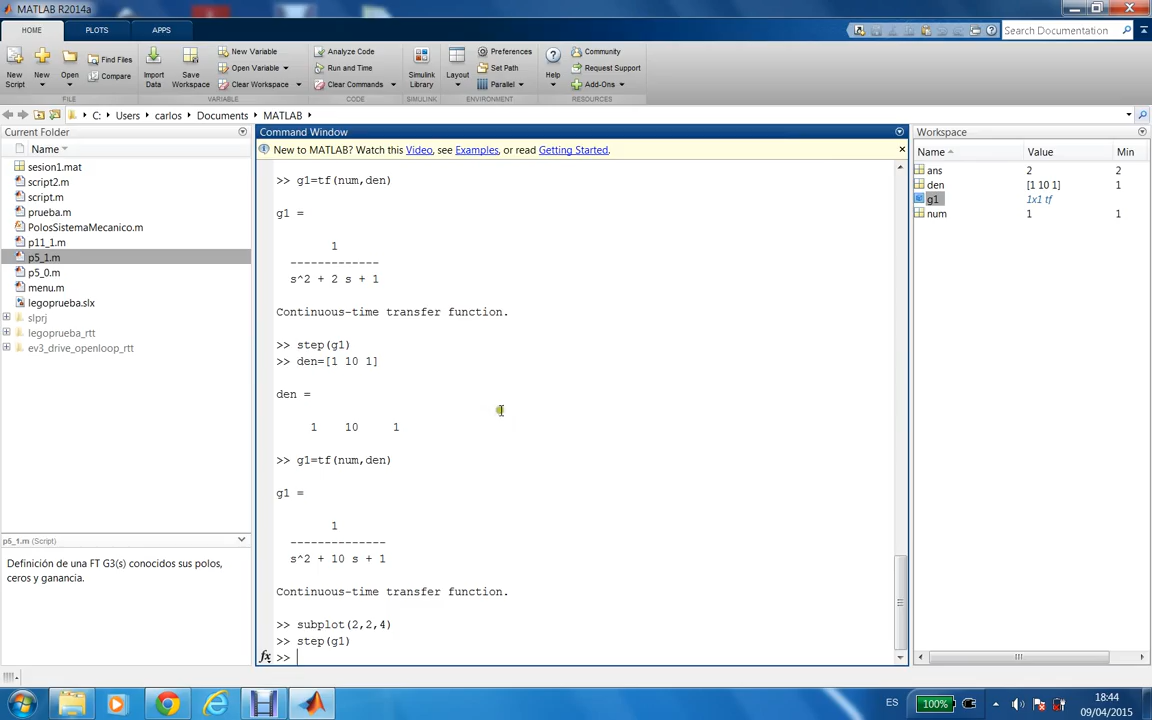 MATLAB R2014a
HOME PLOTS APPS Search Documentation
New Script New Open Find Files Compare Import Data Save Workspace New Variable Open Variable Clear Workspace Analyze Code Run and Time Clear Commands Simulink Library Layout Preferences Set Path Parallel Help Community Request Support Add-Ons
FILE VARIABLE CODE SIMULINK ENVIRONMENT RESOURCES
C: Users carlos Documents MATLAB
Current Folder
Name
sesion1.mat
script2.m
script.m
prueba.m
PolosSistemaMecanico.m
p11_1.m
p5_1.m
p5_0.m
menu.m
legoprueba.slx
slprj
legoprueba_rtt
ev3_drive_openloop_rtt
p5_1.m (Script)
Definición de una FT G3(s) conocidos sus polos,
ceros y ganancia.
Command Window
New to MATLAB? Watch this Video, see Examples, or read Getting Started.
>> g1=tf(num,den)
g1 =
1
-------------
s^2 + 2 s + 1
Continuous-time transfer function.
>> step(g1)
>> den=[1 10 1]
den =
1 10 1
>> g1=tf(num,den)
g1 =
1
--------------
s^2 + 10 s + 1
Continuous-time transfer function.
>> subplot(2,2,4)
>> step(g1)
fx >>
Workspace
Name Value Min
ans 2 2
den [1 10 1] 1
g1 1x1 tf
num 1 1
ES 100% 18:44
09/04/2015